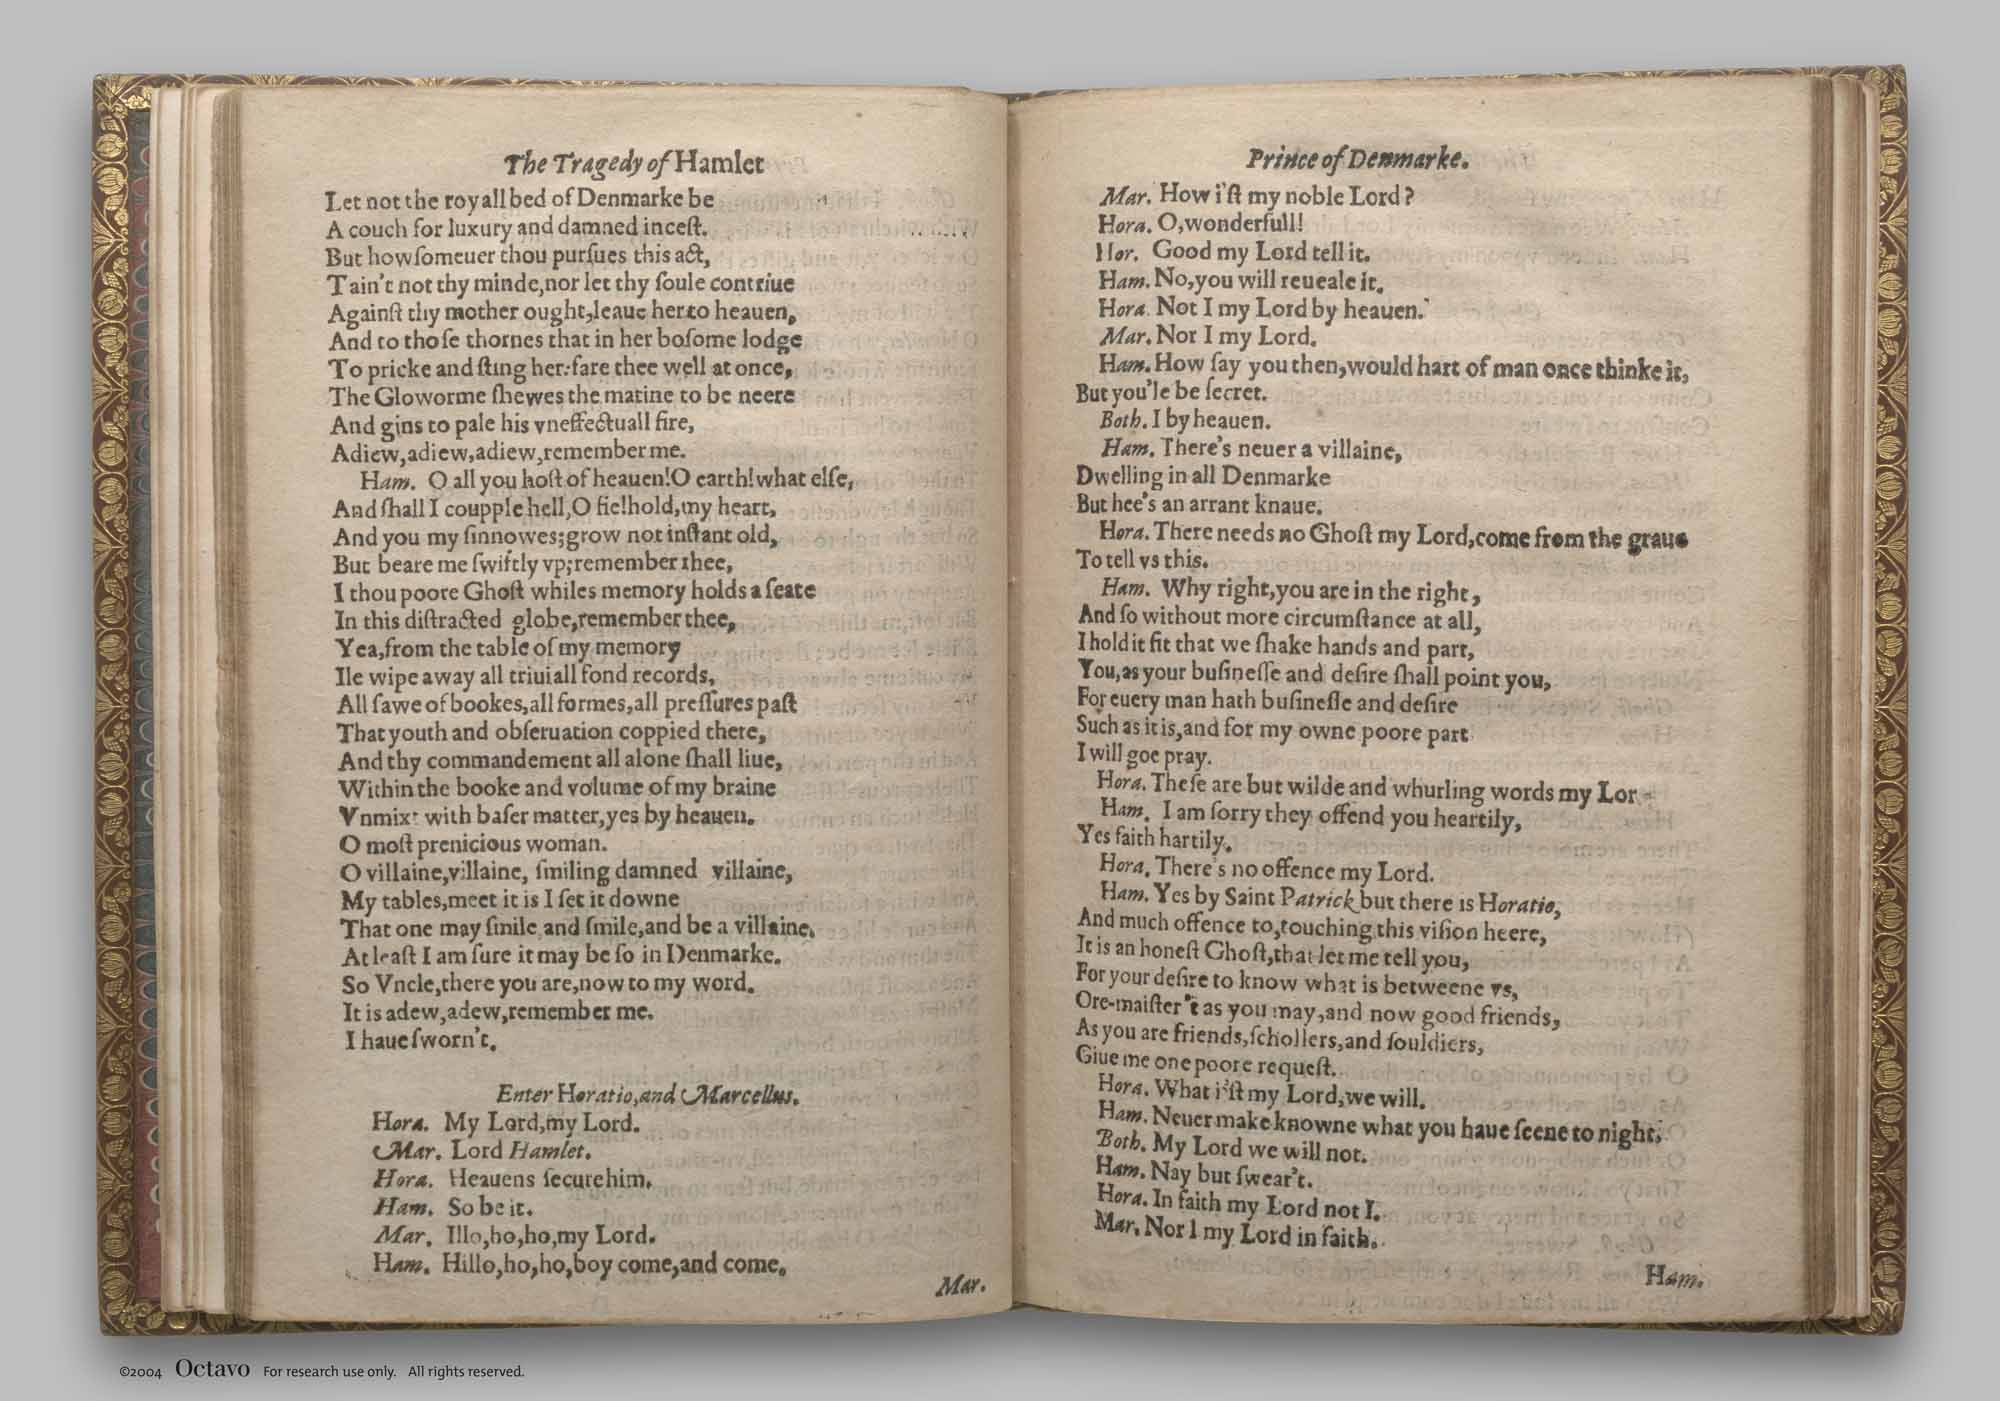 The Tragedy of Hamlet
Let not the royall bed of Denmarke be
A couch for luxury and damned inceſt.
But howſomeuer thou purſues this act,
Tain't not thy minde,nor let thy ſoule contriue
Againſt thy mother ought,leaue her to heauen,
And to thoſe thornes that in her boſome lodge
To pricke and ſting her:fare thee well at once,
The Gloworme ſhewes the matine to be neere
And gins to pale his vneffectuall fire,
Adiew,adiew,adiew,remember me.
Ham. O all you hoſt of heauen!O earth!what elſe,
And ſhall I coupple hell,O fie!hold,my heart,
And you my ſinnowes;grow not inſtant old,
But beare me ſwiftly vp;remember thee,
I thou poore Ghoſt whiles memory holds a ſeate
In this diſtracted globe,remember thee,
Yea,from the table of my memory
Ile wipe away all triuiall fond records,
All ſawe of bookes,all formes,all preſſures paſt
That youth and obſeruation coppied there,
And thy commandement all alone ſhall liue,
Within the booke and volume of my braine
Vnmixt with baſer matter,yes by heauen.
O moſt prenicious woman.
O villaine,villaine, ſmiling damned villaine,
My tables,meet it is I ſet it downe
That one may ſmile and ſmile,and be a villaine,
At leaſt I am ſure it may be ſo in Denmarke.
So Vncle,there you are,now to my word.
It is adew,adew,remember me.
I haue ſworn't.
Enter Horatio,and Marcellus.
Hora. My Lord,my Lord.
Mar. Lord Hamlet.
Hora. Heauens ſecure him.
Ham. So be it.
Mar. Illo,ho,ho,my Lord.
Ham. Hillo,ho,ho,boy come,and come.
Mar.
Prince of Denmarke.
Mar. How i'ſt my noble Lord?
Hora. O,wonderfull!
Hor. Good my Lord tell it.
Ham. No,you will reueale it.
Hora. Not I my Lord by heauen.
Mar. Nor I my Lord.
Ham. How ſay you then,would hart of man once thinke it,
But you'le be ſecret.
Both. I by heauen.
Ham. There's neuer a villaine,
Dwelling in all Denmarke
But hee's an arrant knaue.
Hora. There needs no Ghoſt my Lord,come from the graue
To tell vs this.
Ham. Why right,you are in the right,
And ſo without more circumſtance at all,
I hold it fit that we ſhake hands and part,
You,as your buſineſſe and deſire ſhall point you,
For euery man hath buſineſſe and deſire
Such as it is,and for my owne poore part
I will goe pray.
Hora. Theſe are but wilde and whurling words my Lor
Ham. I am ſorry they offend you heartily,
Yes faith hartily.
Hora. There's no offence my Lord.
Ham. Yes by Saint Patrick but there is Horatio,
And much offence to,touching this viſion heere,
It is an honeſt Ghoſt,that let me tell you,
For your deſire to know what is betweene vs,
Ore-maiſter't as you may,and now good friends,
As you are friends,ſchollers,and ſouldiers,
Giue me one poore requeſt.
Hora. What i'ſt my Lord,we will.
Ham. Neuer make knowne what you haue ſeene to night,
Both. My Lord we will not.
Ham. Nay but ſwear't.
Hora. In faith my Lord not I.
Mar. Nor I my Lord in faith.
Ham.
©2004 Octavo For research use only. All rights reserved.